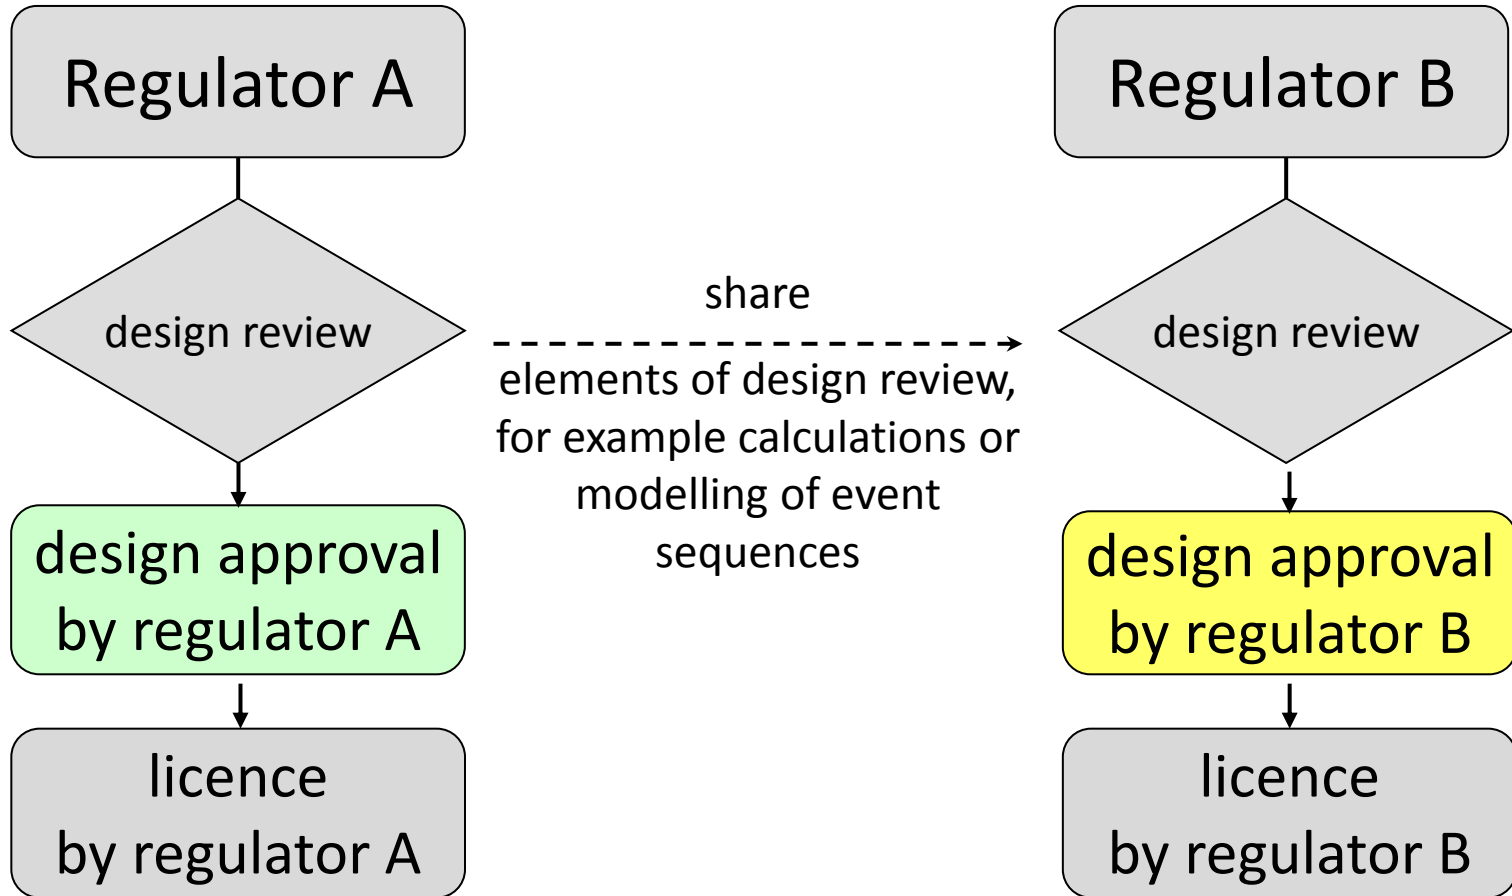 Regulator A
design review
design approval
by regulator A
licence
by regulator A
share
elements of design review,
for example calculations or
modelling of event
sequences
Regulator B
design review
design approval
by regulator B
licence
by regulator B